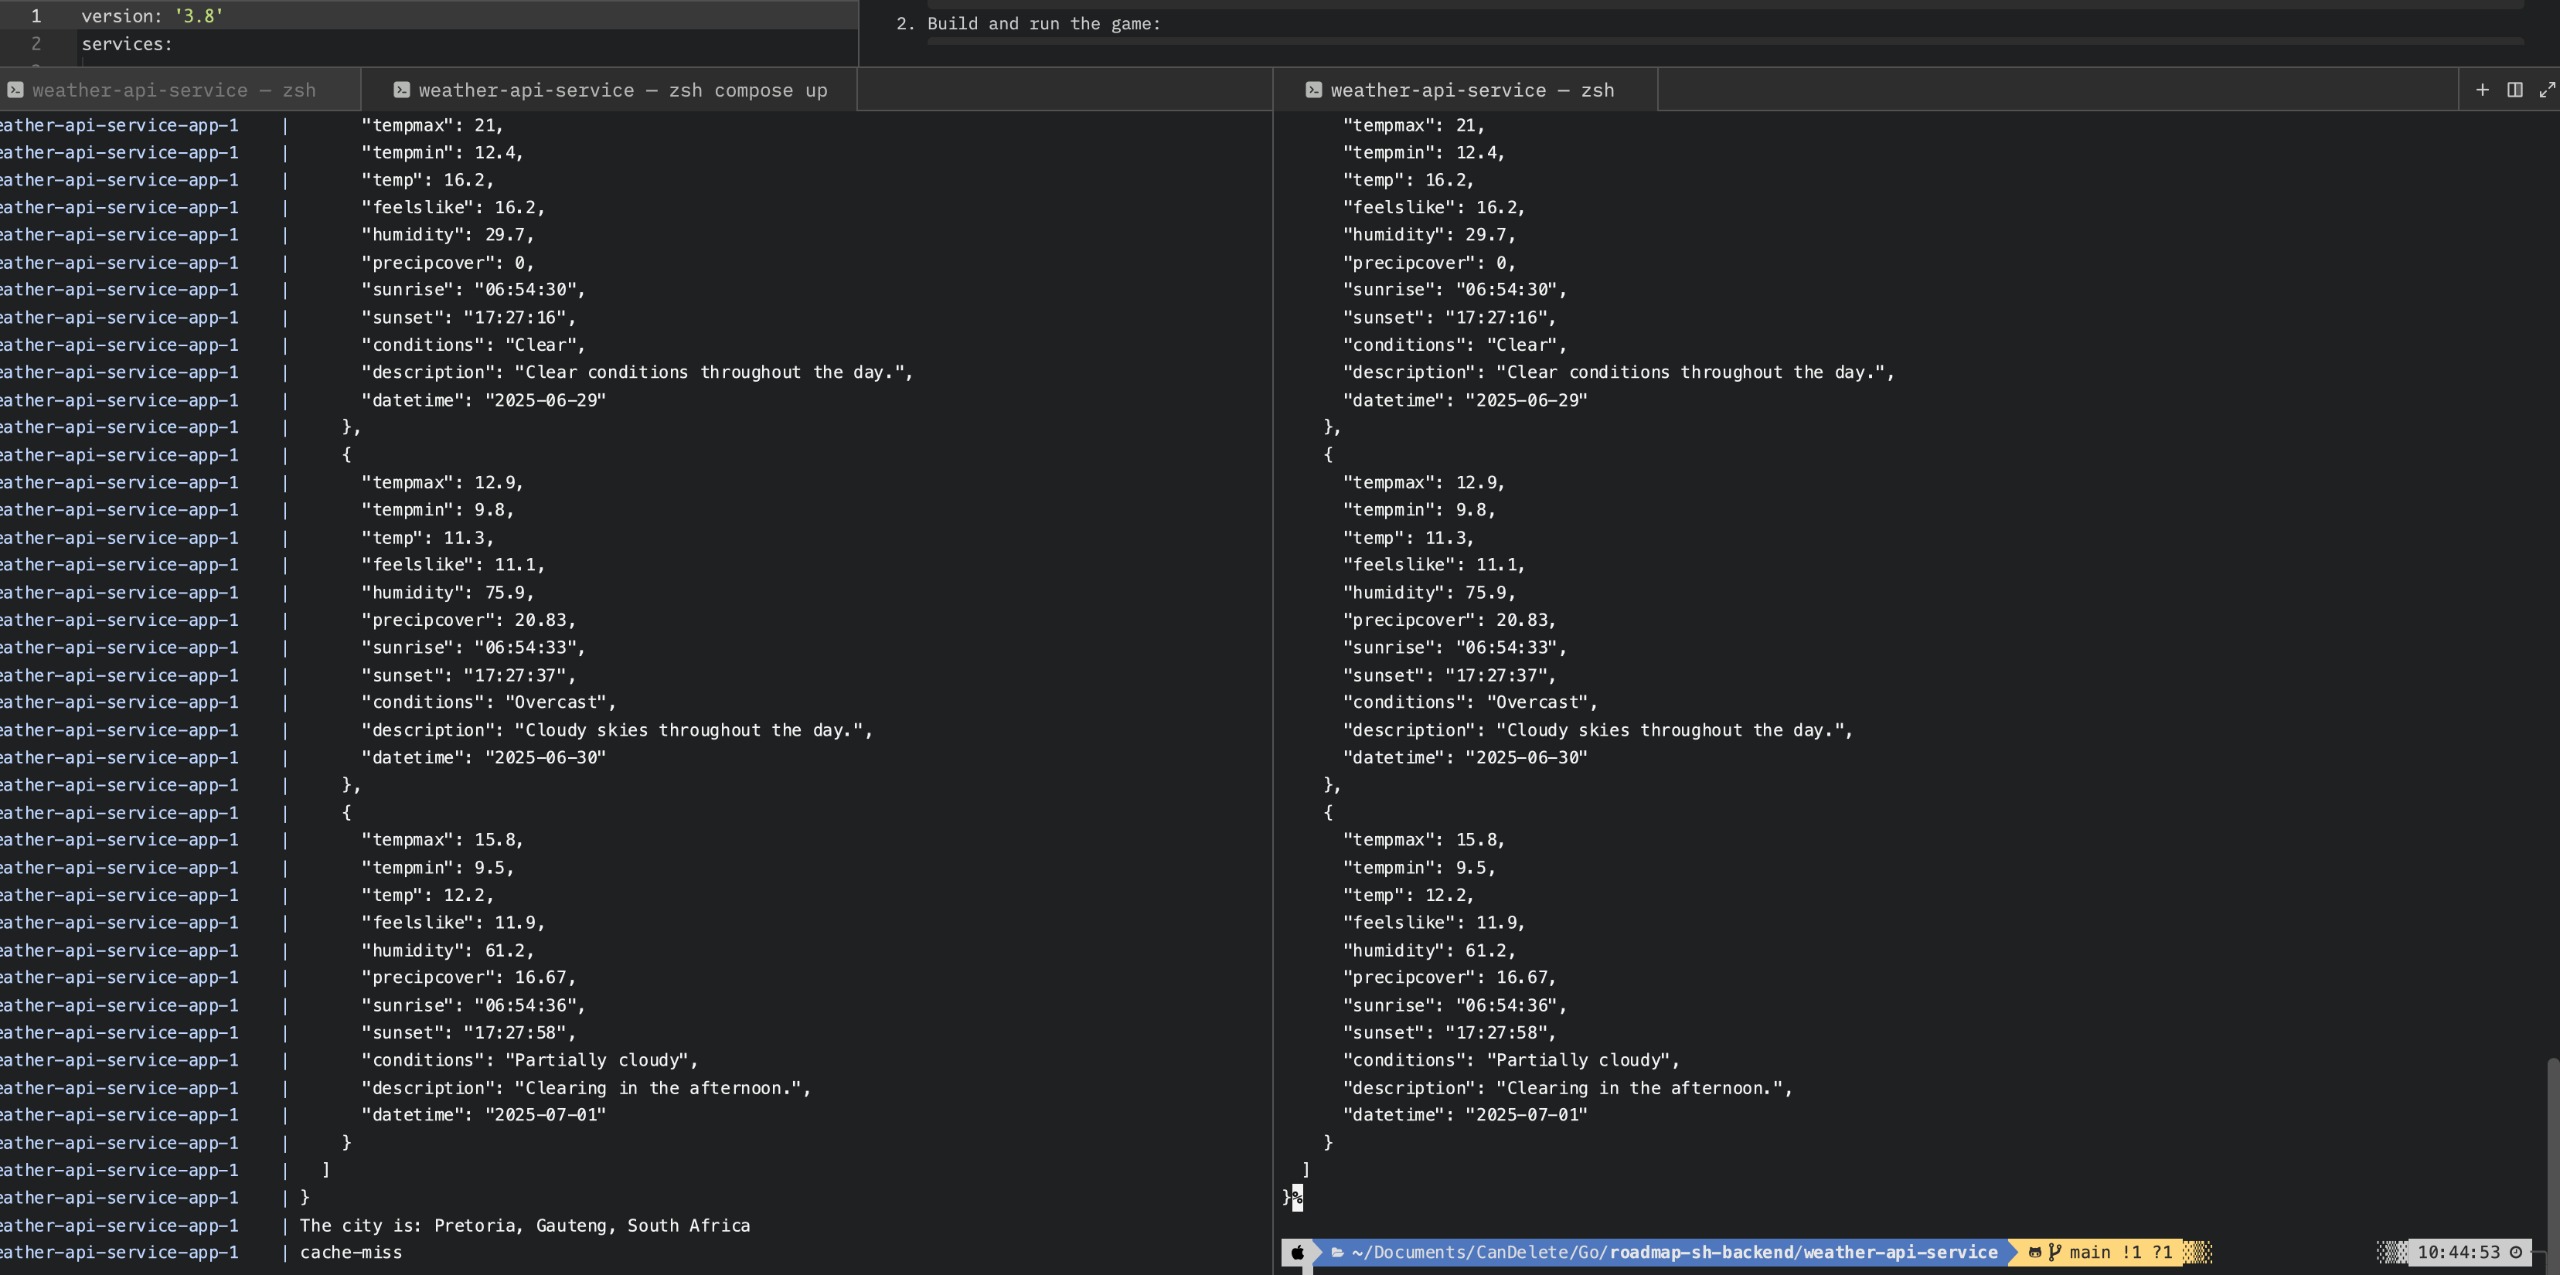 1 version: '3.8'
2 services:
2. Build and run the game:
weather-api-service — zsh
weather-api-service — zsh compose up
eather-api-service-app-1 | "tempmax": 21,
eather-api-service-app-1 | "tempmin": 12.4,
eather-api-service-app-1 | "temp": 16.2,
eather-api-service-app-1 | "feelslike": 16.2,
eather-api-service-app-1 | "humidity": 29.7,
eather-api-service-app-1 | "precipcover": 0,
eather-api-service-app-1 | "sunrise": "06:54:30",
eather-api-service-app-1 | "sunset": "17:27:16",
eather-api-service-app-1 | "conditions": "Clear",
eather-api-service-app-1 | "description": "Clear conditions throughout the day.",
eather-api-service-app-1 | "datetime": "2025-06-29"
eather-api-service-app-1 | },
eather-api-service-app-1 | {
eather-api-service-app-1 | "tempmax": 12.9,
eather-api-service-app-1 | "tempmin": 9.8,
eather-api-service-app-1 | "temp": 11.3,
eather-api-service-app-1 | "feelslike": 11.1,
eather-api-service-app-1 | "humidity": 75.9,
eather-api-service-app-1 | "precipcover": 20.83,
eather-api-service-app-1 | "sunrise": "06:54:33",
eather-api-service-app-1 | "sunset": "17:27:37",
eather-api-service-app-1 | "conditions": "Overcast",
eather-api-service-app-1 | "description": "Cloudy skies throughout the day.",
eather-api-service-app-1 | "datetime": "2025-06-30"
eather-api-service-app-1 | },
eather-api-service-app-1 | {
eather-api-service-app-1 | "tempmax": 15.8,
eather-api-service-app-1 | "tempmin": 9.5,
eather-api-service-app-1 | "temp": 12.2,
eather-api-service-app-1 | "feelslike": 11.9,
eather-api-service-app-1 | "humidity": 61.2,
eather-api-service-app-1 | "precipcover": 16.67,
eather-api-service-app-1 | "sunrise": "06:54:36",
eather-api-service-app-1 | "sunset": "17:27:58",
eather-api-service-app-1 | "conditions": "Partially cloudy",
eather-api-service-app-1 | "description": "Clearing in the afternoon.",
eather-api-service-app-1 | "datetime": "2025-07-01"
eather-api-service-app-1 | }
eather-api-service-app-1 | ]
eather-api-service-app-1 | }
eather-api-service-app-1 | The city is: Pretoria, Gauteng, South Africa
eather-api-service-app-1 | cache-miss
weather-api-service — zsh
"tempmax": 21,
"tempmin": 12.4,
"temp": 16.2,
"feelslike": 16.2,
"humidity": 29.7,
"precipcover": 0,
"sunrise": "06:54:30",
"sunset": "17:27:16",
"conditions": "Clear",
"description": "Clear conditions throughout the day.",
"datetime": "2025-06-29"
},
{
"tempmax": 12.9,
"tempmin": 9.8,
"temp": 11.3,
"feelslike": 11.1,
"humidity": 75.9,
"precipcover": 20.83,
"sunrise": "06:54:33",
"sunset": "17:27:37",
"conditions": "Overcast",
"description": "Cloudy skies throughout the day.",
"datetime": "2025-06-30"
},
{
"tempmax": 15.8,
"tempmin": 9.5,
"temp": 12.2,
"feelslike": 11.9,
"humidity": 61.2,
"precipcover": 16.67,
"sunrise": "06:54:36",
"sunset": "17:27:58",
"conditions": "Partially cloudy",
"description": "Clearing in the afternoon.",
"datetime": "2025-07-01"
}
]
}%
~/Documents/CanDelete/Go/roadmap-sh-backend/weather-api-service main !1 ?1 10:44:53